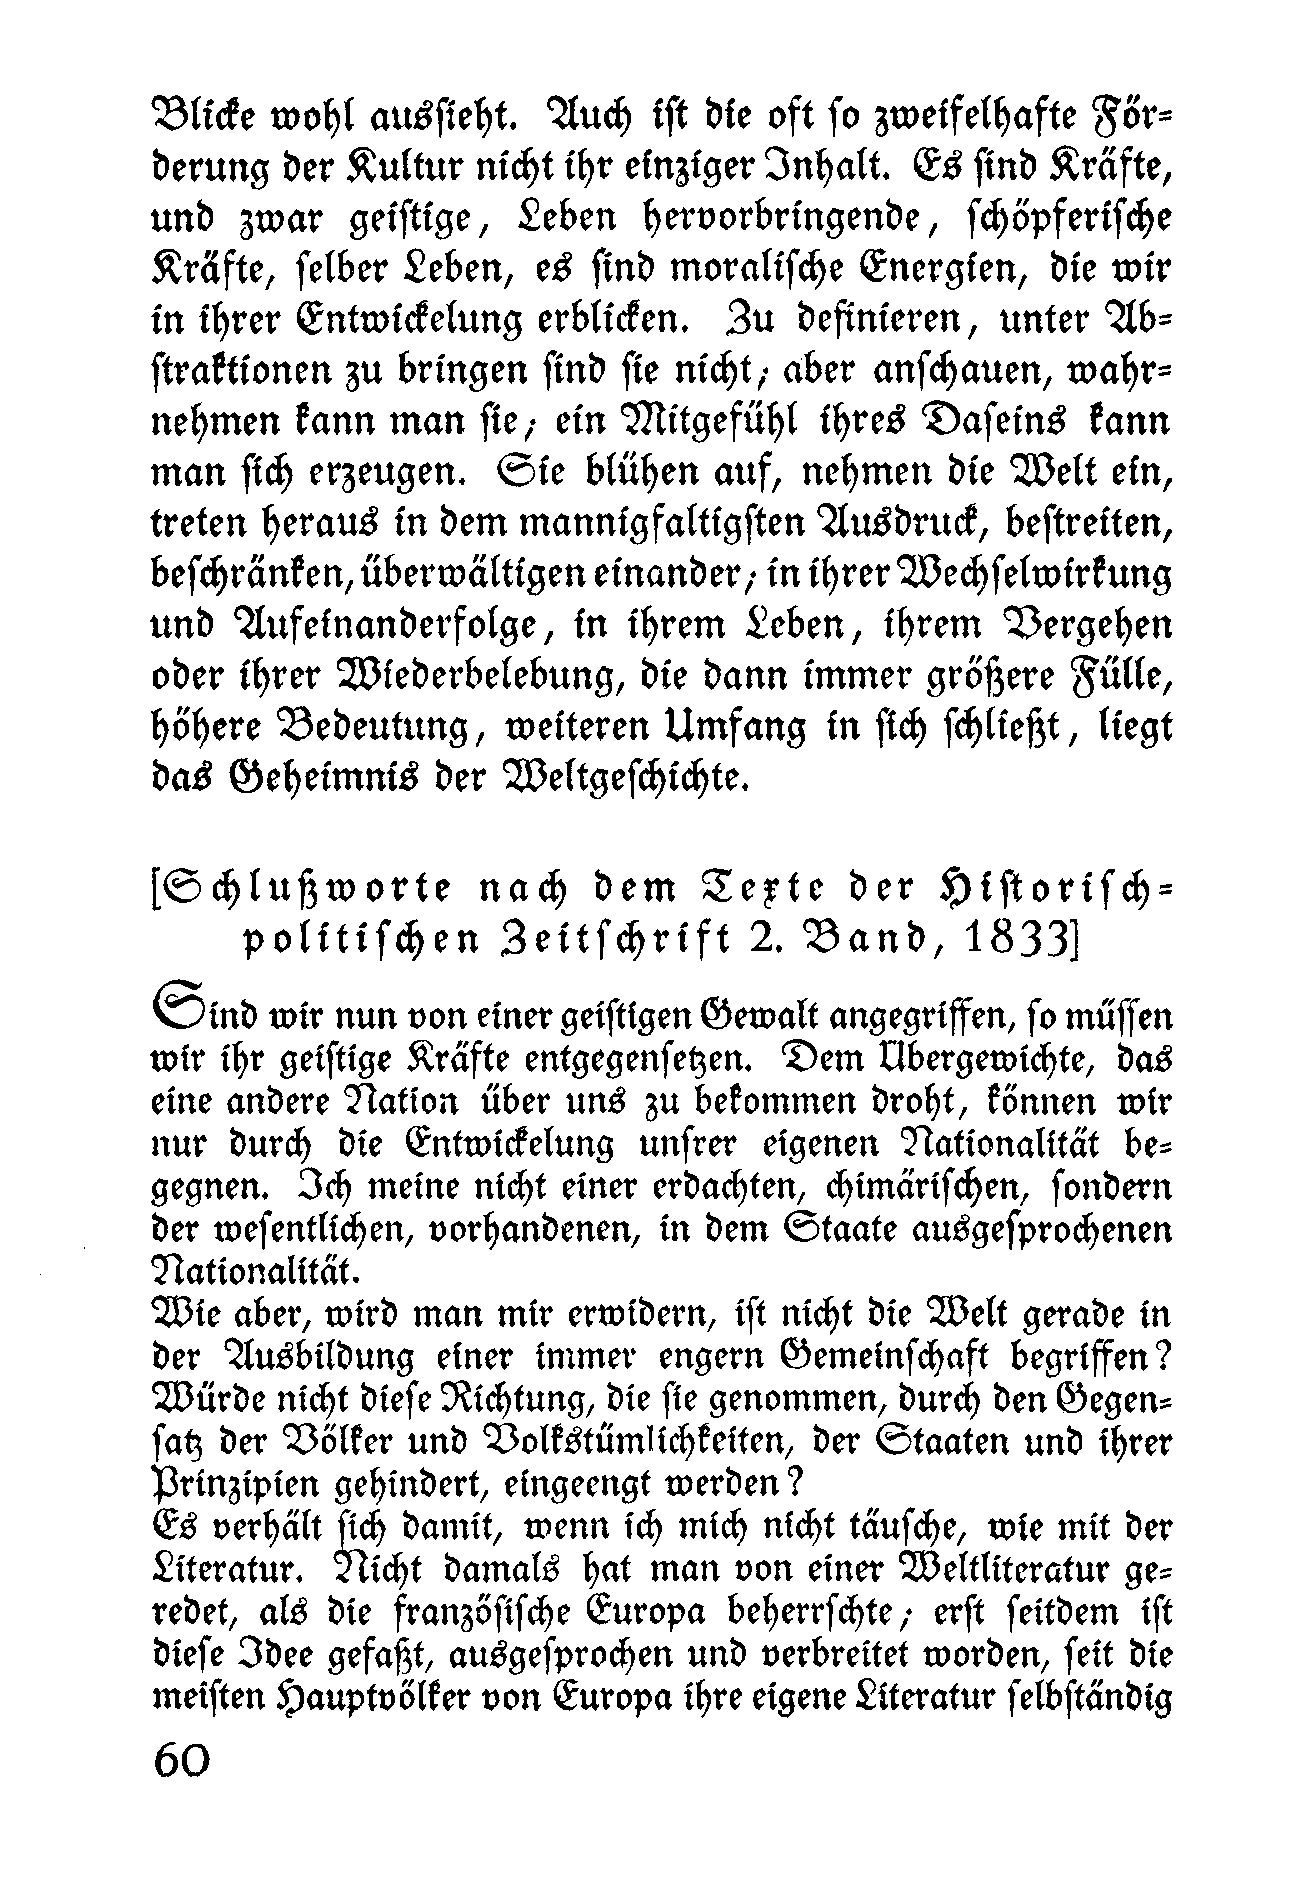 Blicke wohl ausſieht. Auch iſt die oft ſo zweifelhafte För-
derung der Kultur nicht ihr einziger Inhalt. Es ſind Kräfte,
und zwar geiſtige, Leben hervorbringende, ſchöpferiſche
Kräfte, ſelber Leben, es ſind moraliſche Energien, die wir
in ihrer Entwickelung erblicken. Zu definieren, unter Ab-
ſtraktionen zu bringen ſind ſie nicht; aber anſchauen, wahr-
nehmen kann man ſie; ein Mitgefühl ihres Daſeins kann
man ſich erzeugen. Sie blühen auf, nehmen die Welt ein,
treten heraus in dem mannigfaltigſten Ausdruck, beſtreiten,
beſchränken, überwältigen einander; in ihrer Wechſelwirkung
und Aufeinanderfolge, in ihrem Leben, ihrem Vergehen
oder ihrer Wiederbelebung, die dann immer größere Fülle,
höhere Bedeutung, weiteren Umfang in ſich ſchließt, liegt
das Geheimnis der Weltgeſchichte.
[Schlußworte nach dem Texte der Hiſtoriſch-
politiſchen Zeitſchrift 2. Band, 1833]
Sind wir nun von einer geiſtigen Gewalt angegriffen, ſo müſſen
wir ihr geiſtige Kräfte entgegenſetzen. Dem Übergewichte, das
eine andere Nation über uns zu bekommen droht, können wir
nur durch die Entwickelung unſrer eigenen Nationalität be-
gegnen. Ich meine nicht einer erdachten, chimäriſchen, ſondern
der weſentlichen, vorhandenen, in dem Staate ausgeſprochenen
Nationalität.
Wie aber, wird man mir erwidern, iſt nicht die Welt gerade in
der Ausbildung einer immer engern Gemeinſchaft begriffen?
Würde nicht dieſe Richtung, die ſie genommen, durch den Gegen-
ſatz der Völker und Volkstümlichkeiten, der Staaten und ihrer
Prinzipien gehindert, eingeengt werden?
Es verhält ſich damit, wenn ich mich nicht täuſche, wie mit der
Literatur. Nicht damals hat man von einer Weltliteratur ge-
redet, als die franzöſiſche Europa beherrſchte; erſt ſeitdem iſt
dieſe Idee gefaßt, ausgeſprochen und verbreitet worden, ſeit die
meiſten Hauptvölker von Europa ihre eigene Literatur ſelbſtändig
60